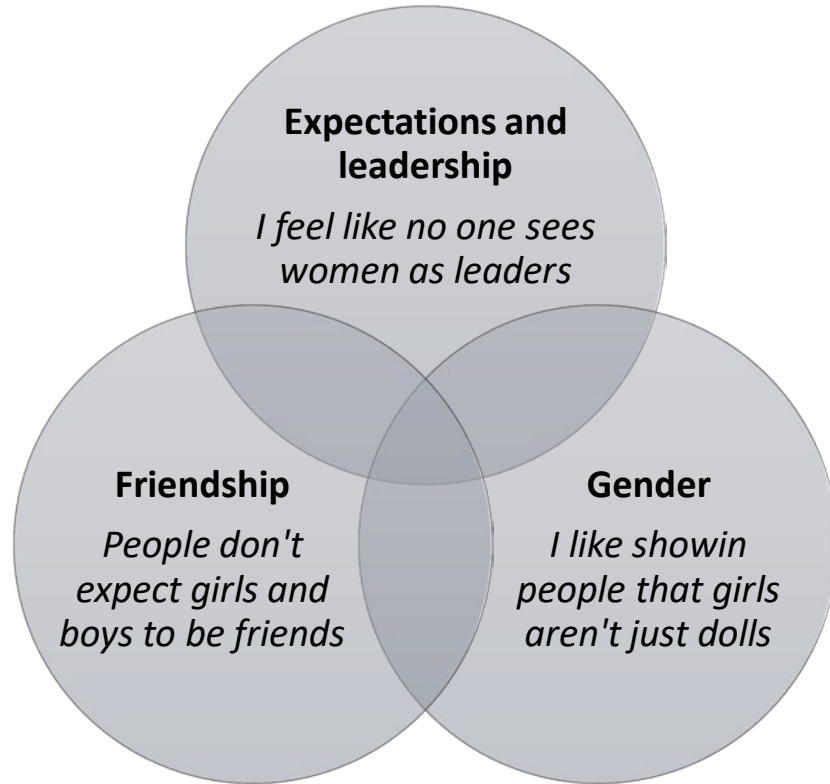 Expectations and
leadership
I feel like no one sees
women as leaders
Friendship
People don't
expect girls and
boys to be friends
Gender
I like showin
people that girls
aren't just dolls